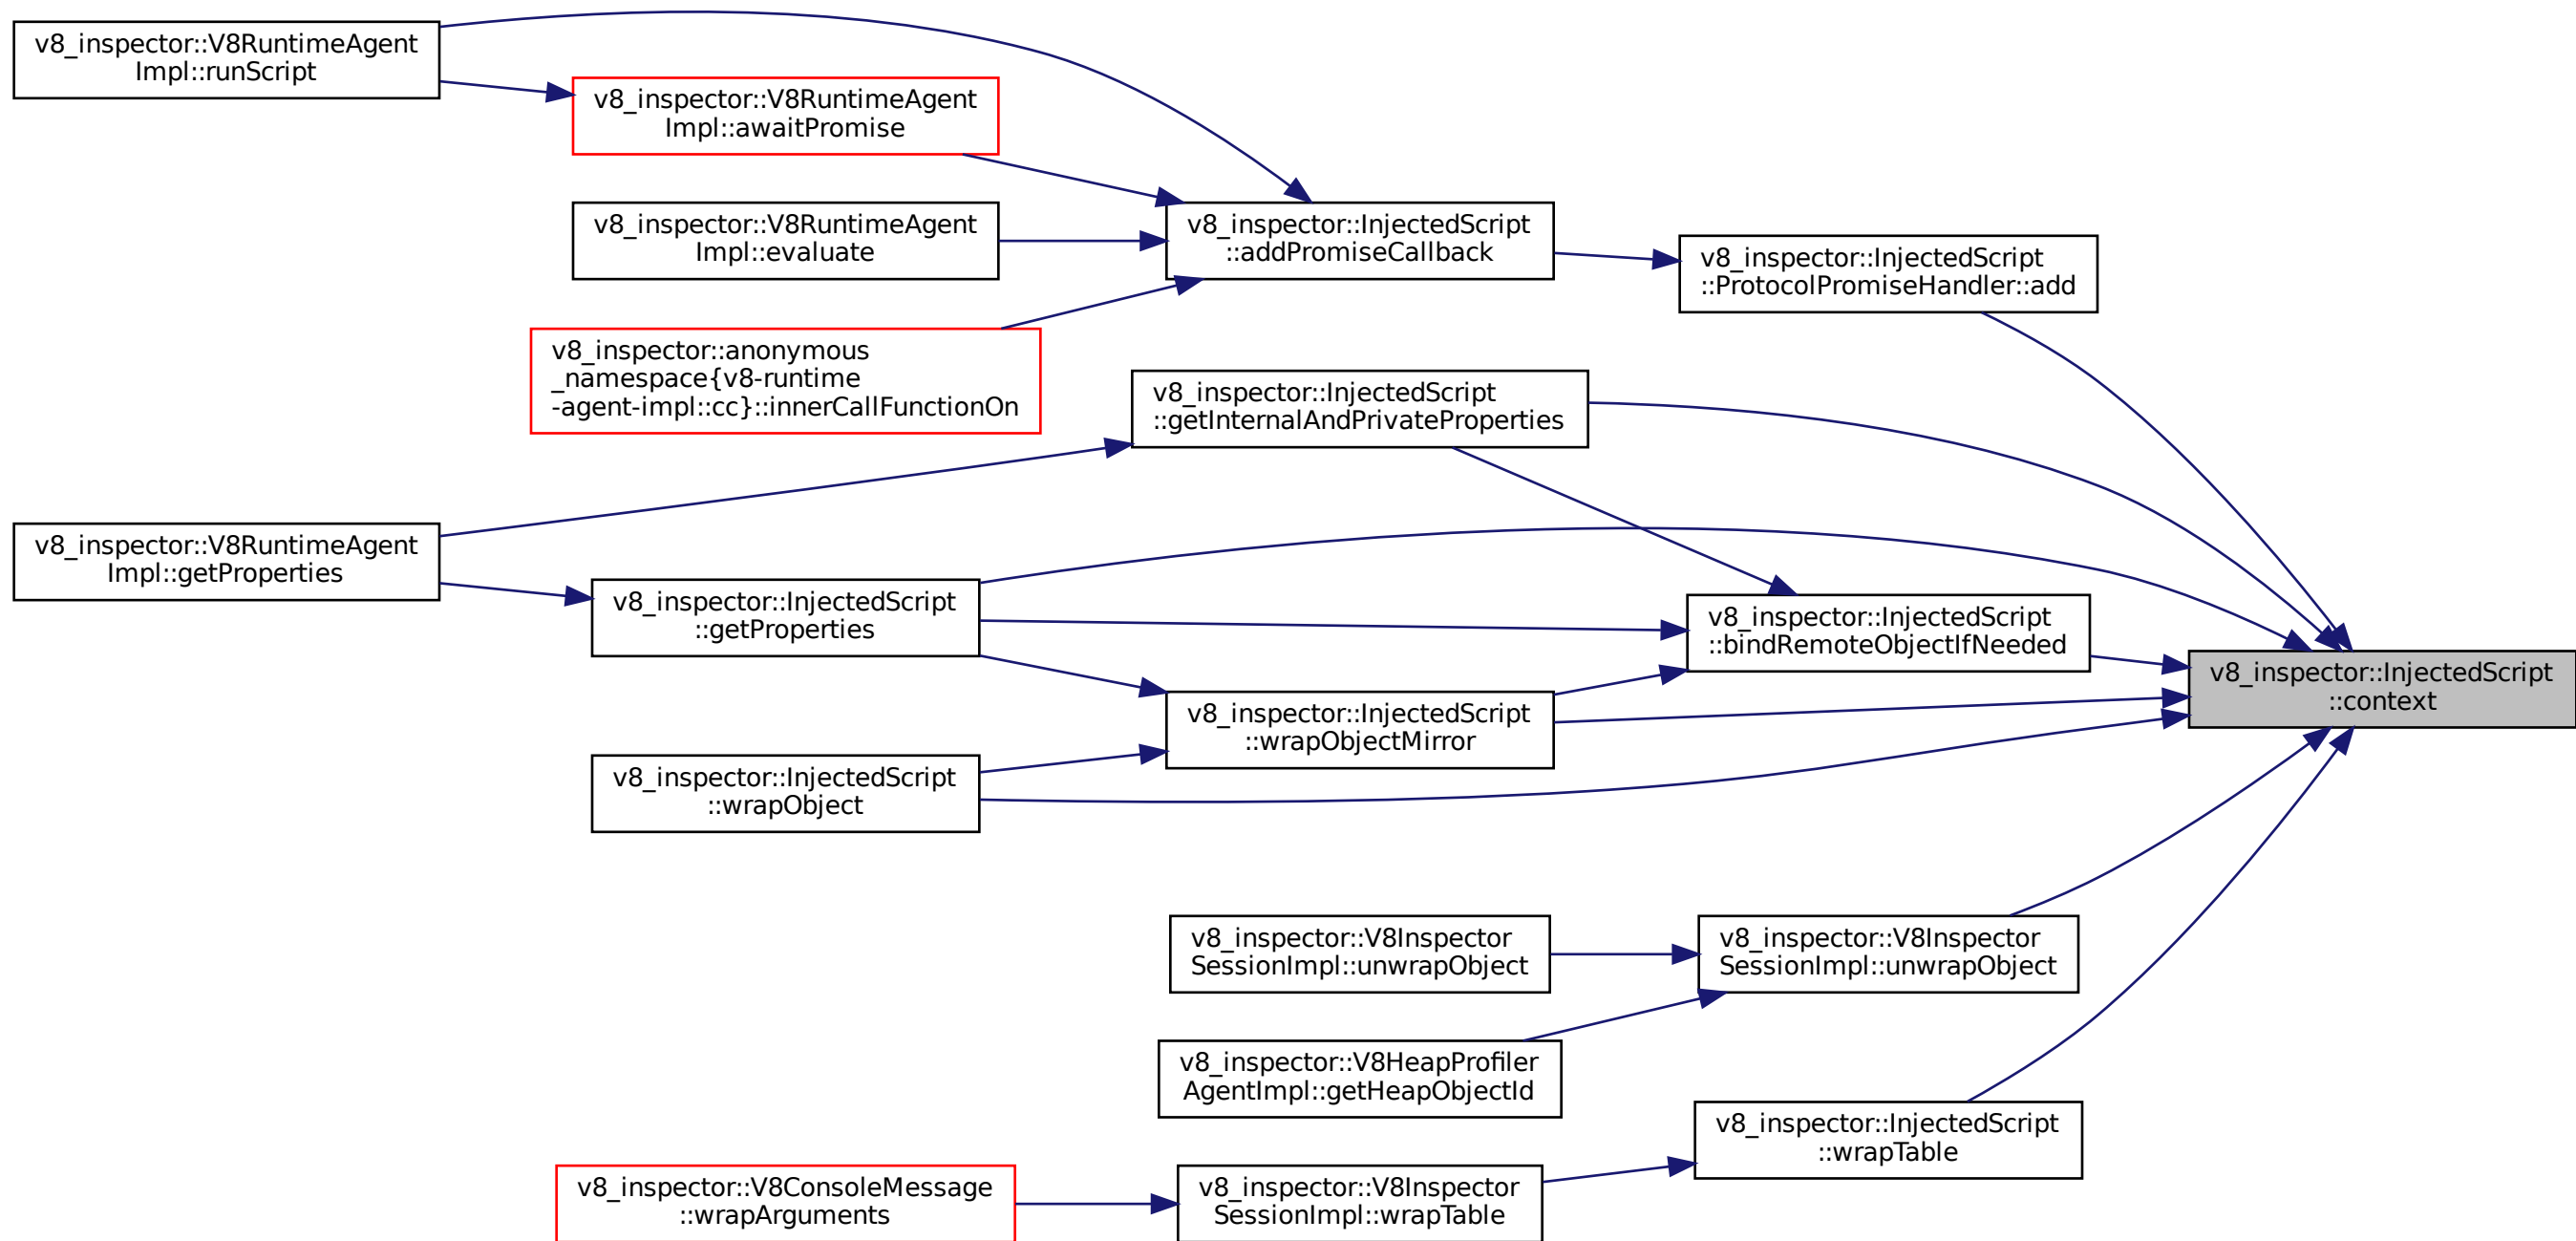 v8_inspector::V8RuntimeAgent
Impl::runScript
v8_inspector::V8RuntimeAgent
Impl::awaitPromise
v8_inspector::V8RuntimeAgent
Impl::evaluate
v8_inspector::InjectedScript
::addPromiseCallback
v8_inspector::InjectedScript
::ProtocolPromiseHandler::add
v8_inspector::anonymous
_namespace{v8-runtime
-agent-impl::cc}::innerCallFunctionOn
v8_inspector::InjectedScript
::getInternalAndPrivateProperties
v8_inspector::V8RuntimeAgent
Impl::getProperties
v8_inspector::InjectedScript
::getProperties
v8_inspector::InjectedScript
::bindRemoteObjectIfNeeded
v8_inspector::InjectedScript
::context
v8_inspector::InjectedScript
::wrapObjectMirror
v8_inspector::InjectedScript
::wrapObject
v8_inspector::V8Inspector
SessionImpl::unwrapObject
v8_inspector::V8Inspector
SessionImpl::unwrapObject
v8_inspector::V8HeapProfiler
AgentImpl::getHeapObjectId
v8_inspector::InjectedScript
::wrapTable
v8_inspector::V8ConsoleMessage
::wrapArguments
v8_inspector::V8Inspector
SessionImpl::wrapTable